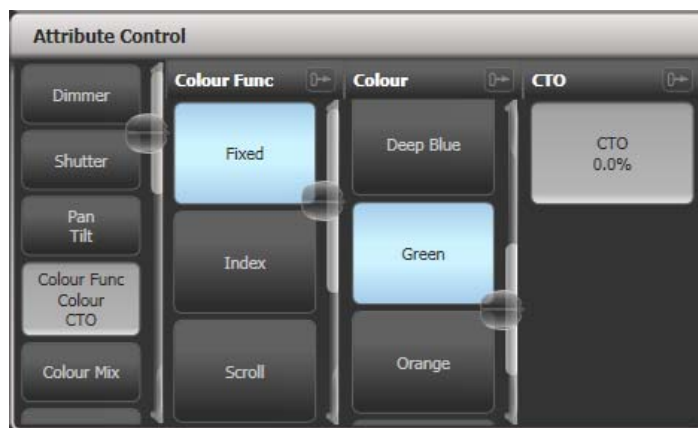 Attribute Control
Dimmer
Shutter
Pan
Tilt
Colour Func
Colour
CTO
Colour Mix
Colour Func
Fixed
Index
Scroll
Colour
Deep Blue
Green
Orange
CTO
CTO
0.0%